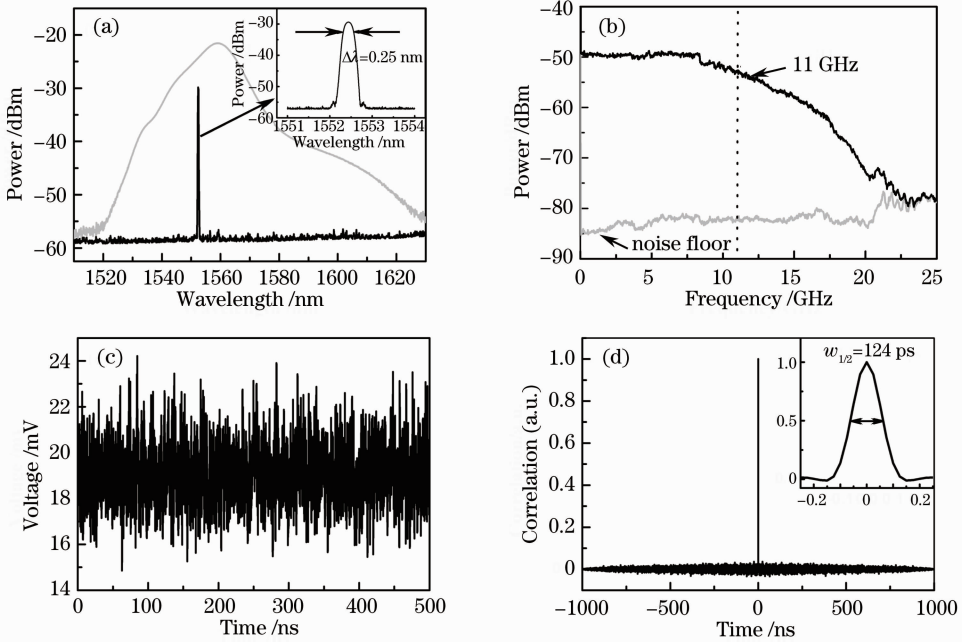 (a)
Power /dBm
−20
−30
−40
−50
−60
1520 1540 1560 1580 1600 1620
Wavelength /nm
Power /dBm
−30
−40
−50
−60
Δλ=0.25 nm
1551 1552 1553 1554
Wavelength /nm
(b)
Power /dBm
−40
−50
−60
−70
−80
−90
11 GHz
noise floor
0 5 10 15 20 25
Frequency /GHz
(c)
Voltage /mV
24
22
20
18
16
14
0 100 200 300 400 500
Time /ns
(d)
Correlation (a.u.)
1.0
0.8
0.6
0.4
0.2
0
−1000 −500 0 500 1000
Time /ns
w1/2=124 ps
1.0
0.5
0
−0.2 0 0.2